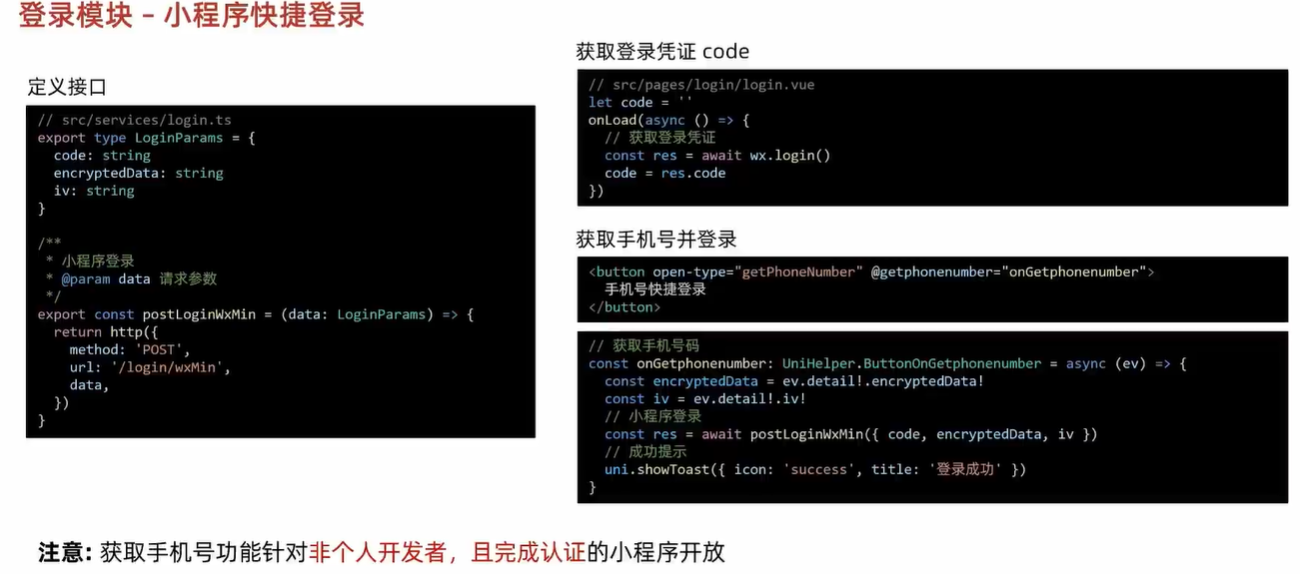 登录模块 – 小程序快捷登录
定义接口
// src/services/login.ts
export type LoginParams = {
  code: string
  encryptedData: string
  iv: string
}
/**
 * 小程序登录
 * @param data 请求参数
 */
export const postLoginWxMin = (data: LoginParams) => {
  return http({
    method: 'POST',
    url: '/login/wxMin',
    data,
  })
}
获取登录凭证 code
// src/pages/login/login.vue
let code = ''
onLoad(async () => {
  // 获取登录凭证
  const res = await wx.login()
  code = res.code
})
获取手机号并登录
<button open-type="getPhoneNumber" @getphonenumber="onGetphonenumber">
  手机号快捷登录
</button>
// 获取手机号码
const onGetphonenumber: UniHelper.ButtonOnGetphonenumber = async (ev) => {
  const encryptedData = ev.detail!.encryptedData!
  const iv = ev.detail!.iv!
  // 小程序登录
  const res = await postLoginWxMin({ code, encryptedData, iv })
  // 成功提示
  uni.showToast({ icon: 'success', title: '登录成功' })
}
注意: 获取手机号功能针对非个人开发者，且完成认证的小程序开放